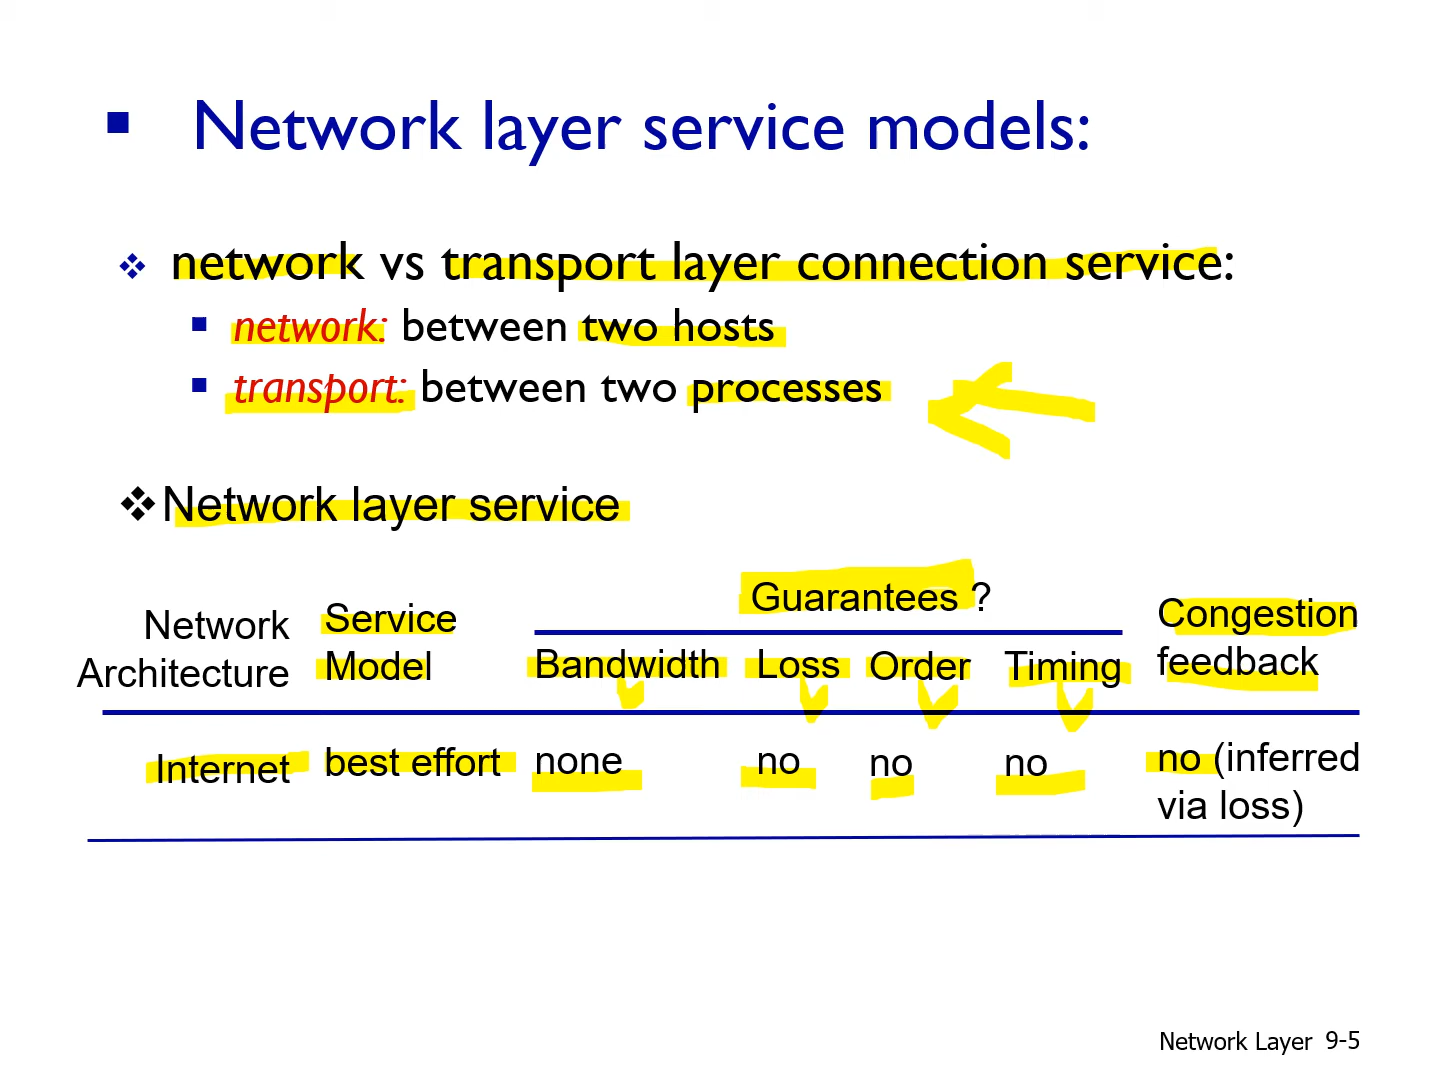 Network layer service models:
network vs transport layer connection service:
network: between two hosts
transport: between two processes
Network layer service
Network Architecture
Service Model
Guarantees ?
Bandwidth Loss Order Timing
Congestion feedback
Internet best effort none no no no no (inferred via loss)
Network Layer 9-5